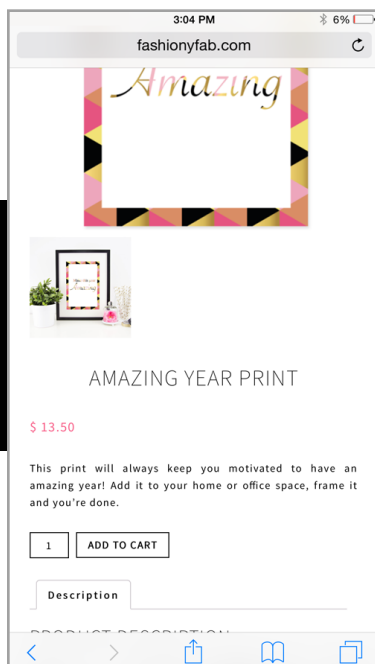 3:04 PM
6%
fashionyfab.com
Amazing
AMAZING YEAR PRINT
$ 13.50
This print will always keep you motivated to have an
amazing year! Add it to your home or office space, frame it
and you're done.
1
ADD TO CART
Description
PRODUCT DESCRIPTION